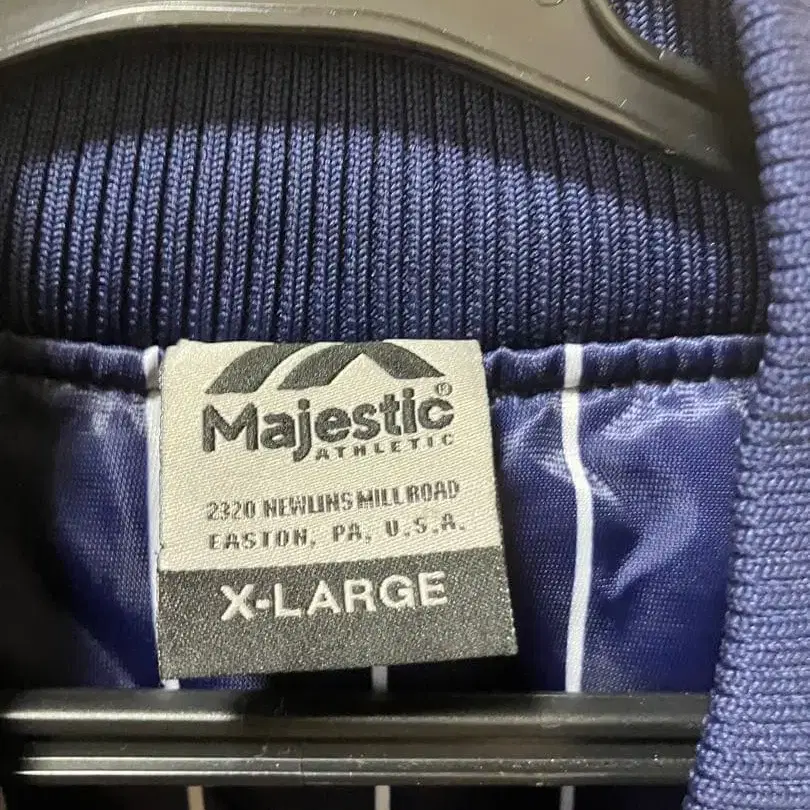 Majestic®
ATHLETIC
2320 NEWLINS MILL ROAD
EASTON, PA, U.S.A.
X-LARGE